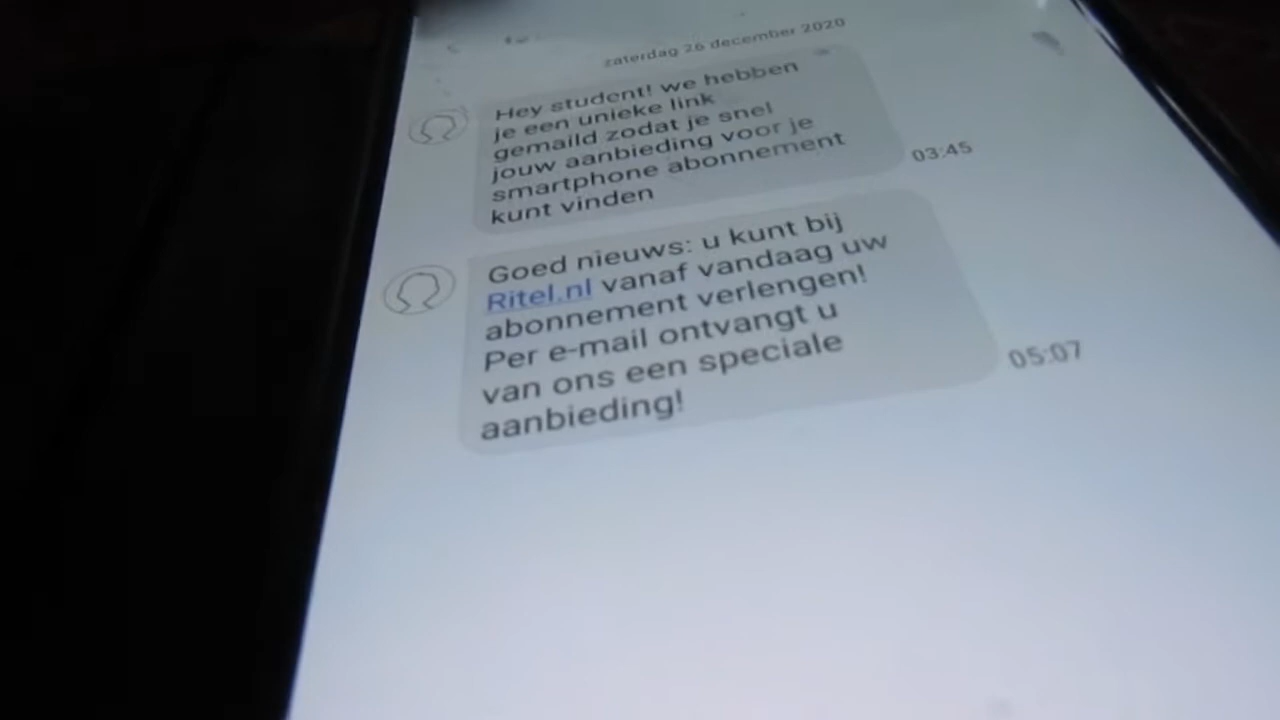 zaterdag 26 december 2020
Hey student! we hebben
je een unieke link
gemaild zodat je snel
jouw aanbieding voor je
smartphone abonnement
kunt vinden
03:45
Goed nieuws: u kunt bij
Ritel.nl vanaf vandaag uw
abonnement verlengen!
Per e-mail ontvangt u
van ons een speciale
aanbieding!
05:07